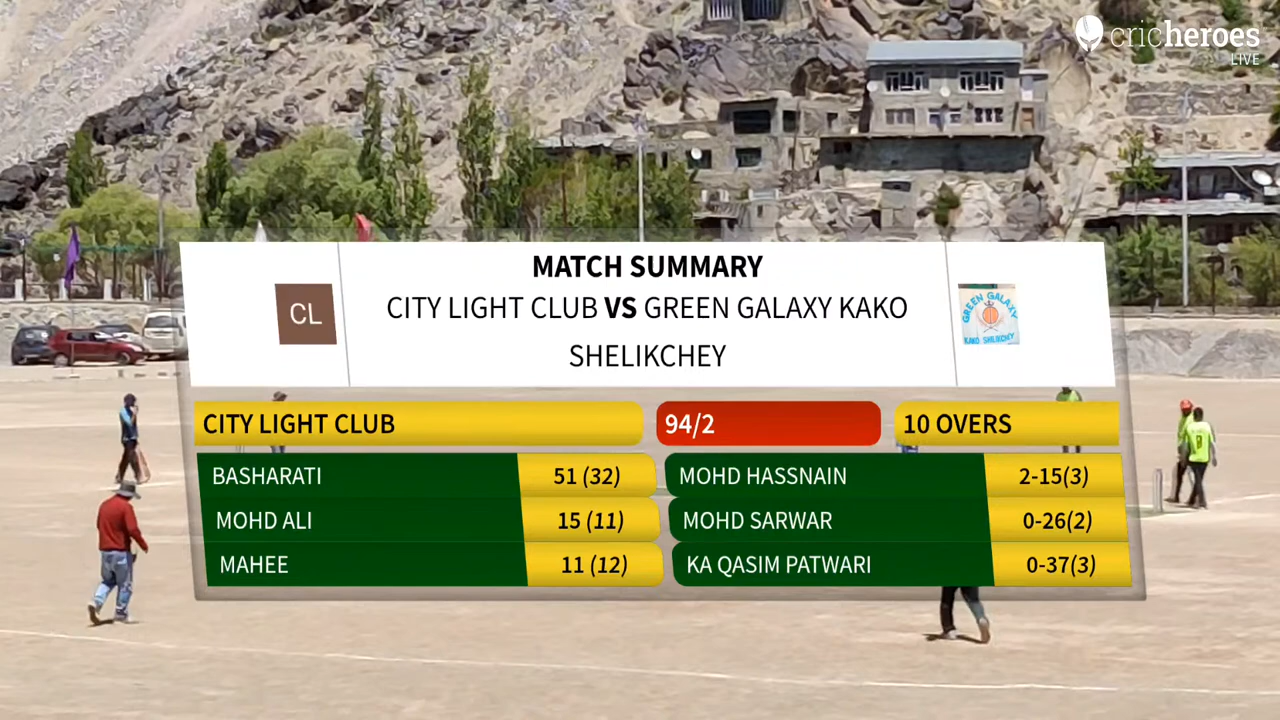 cricheroes
LIVE
MATCH SUMMARY
CITY LIGHT CLUB VS GREEN GALAXY KAKO
SHELIKCHEY
CL
GREEN GALAXY
KAKO SHILIKCHEY
CITY LIGHT CLUB 94/2 10 OVERS
BASHARATI 51 (32) MOHD HASSNAIN 2-15(3)
MOHD ALI 15 (11) MOHD SARWAR 0-26(2)
MAHEE 11 (12) KA QASIM PATWARI 0-37(3)
8